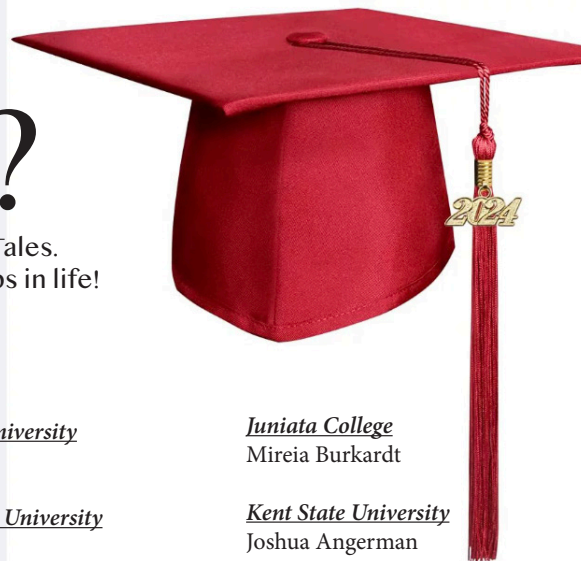 ?
Tales.
s in life!
niversity
University
Juniata College
Mireia Burkardt
Kent State University
Joshua Angerman
2024